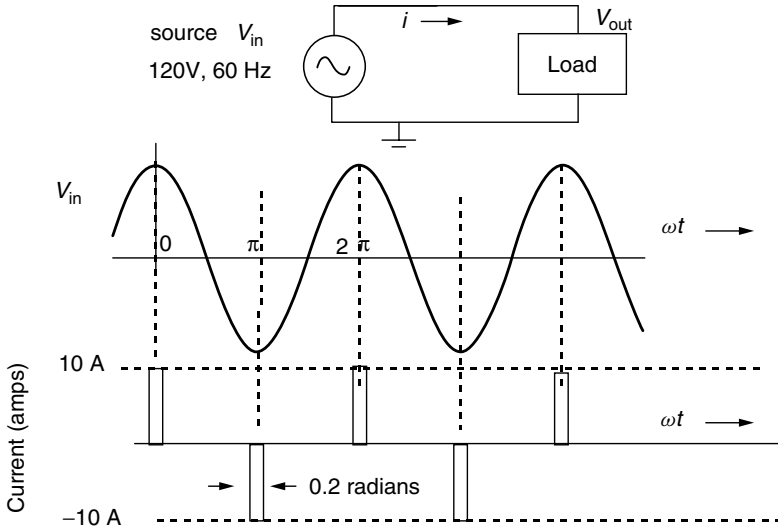 i
V_out
source V_in
Load
120V, 60 Hz
V_in
0
π
2 π
ωt
10 A
ωt
Current (amps)
0.2 radians
−10 A